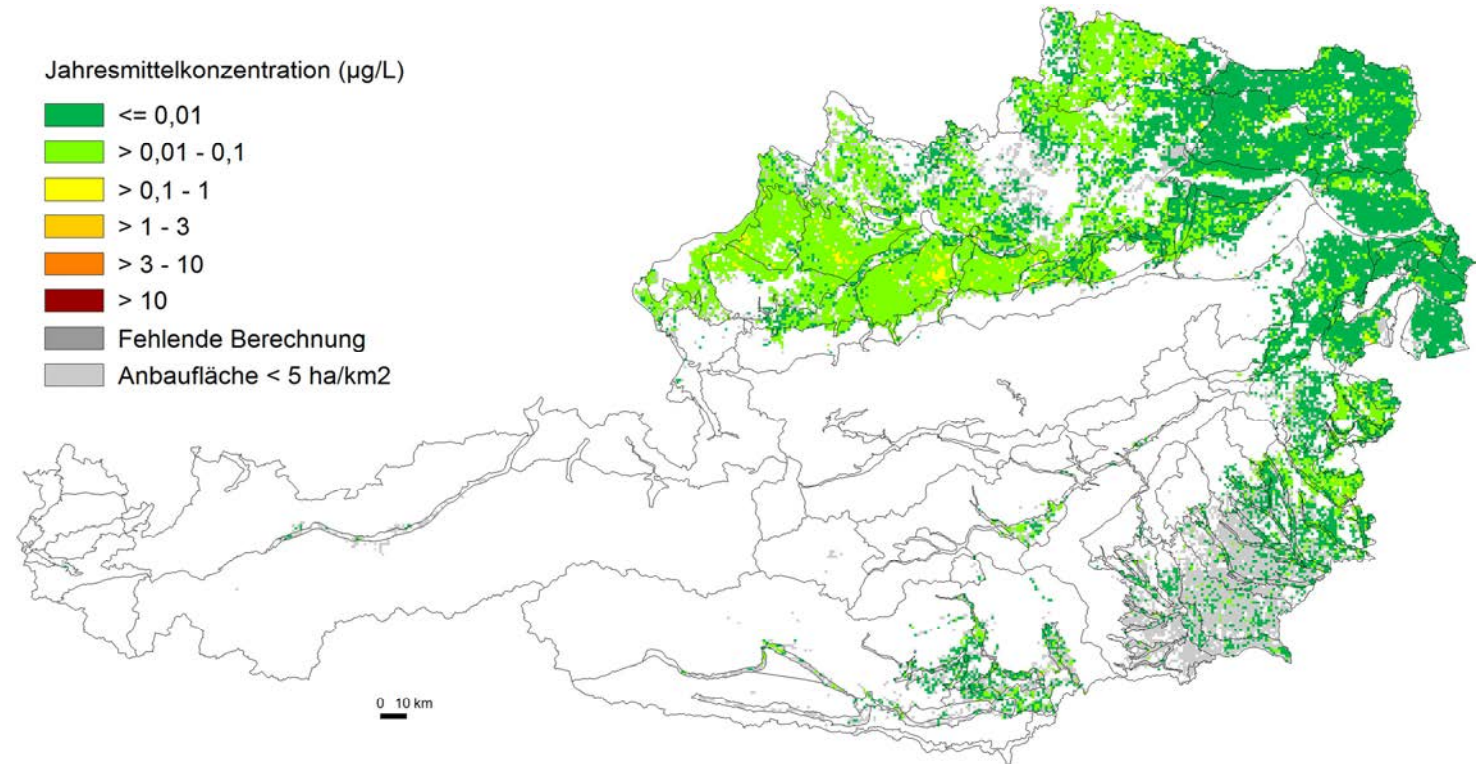 Jahresmittelkonzentration (µg/L)
<= 0,01
> 0,01 - 0,1
> 0,1 - 1
> 1 - 3
> 3 - 10
> 10
Fehlende Berechnung
Anbaufläche < 5 ha/km2
0 10 km